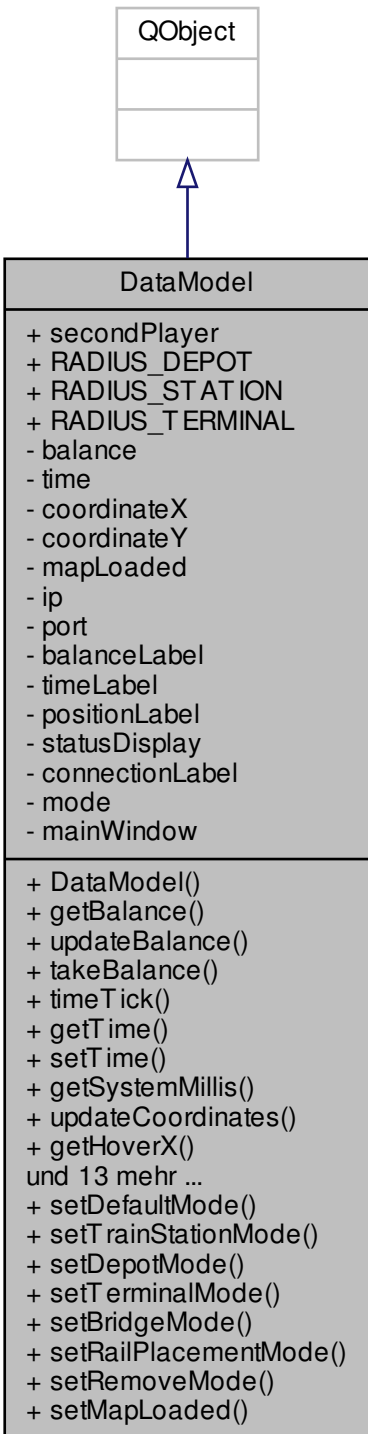 QObject
DataModel
+ secondPlayer
+ RADIUS_DEPOT
+ RADIUS_STATION
+ RADIUS_TERMINAL
- balance
- time
- coordinateX
- coordinateY
- mapLoaded
- ip
- port
- balanceLabel
- timeLabel
- positionLabel
- statusDisplay
- connectionLabel
- mode
- mainWindow
+ DataModel()
+ getBalance()
+ updateBalance()
+ takeBalance()
+ timeTick()
+ getTime()
+ setTime()
+ getSystemMillis()
+ updateCoordinates()
+ getHoverX()
und 13 mehr ...
+ setDefaultMode()
+ setTrainStationMode()
+ setDepotMode()
+ setTerminalMode()
+ setBridgeMode()
+ setRailPlacementMode()
+ setRemoveMode()
+ setMapLoaded()